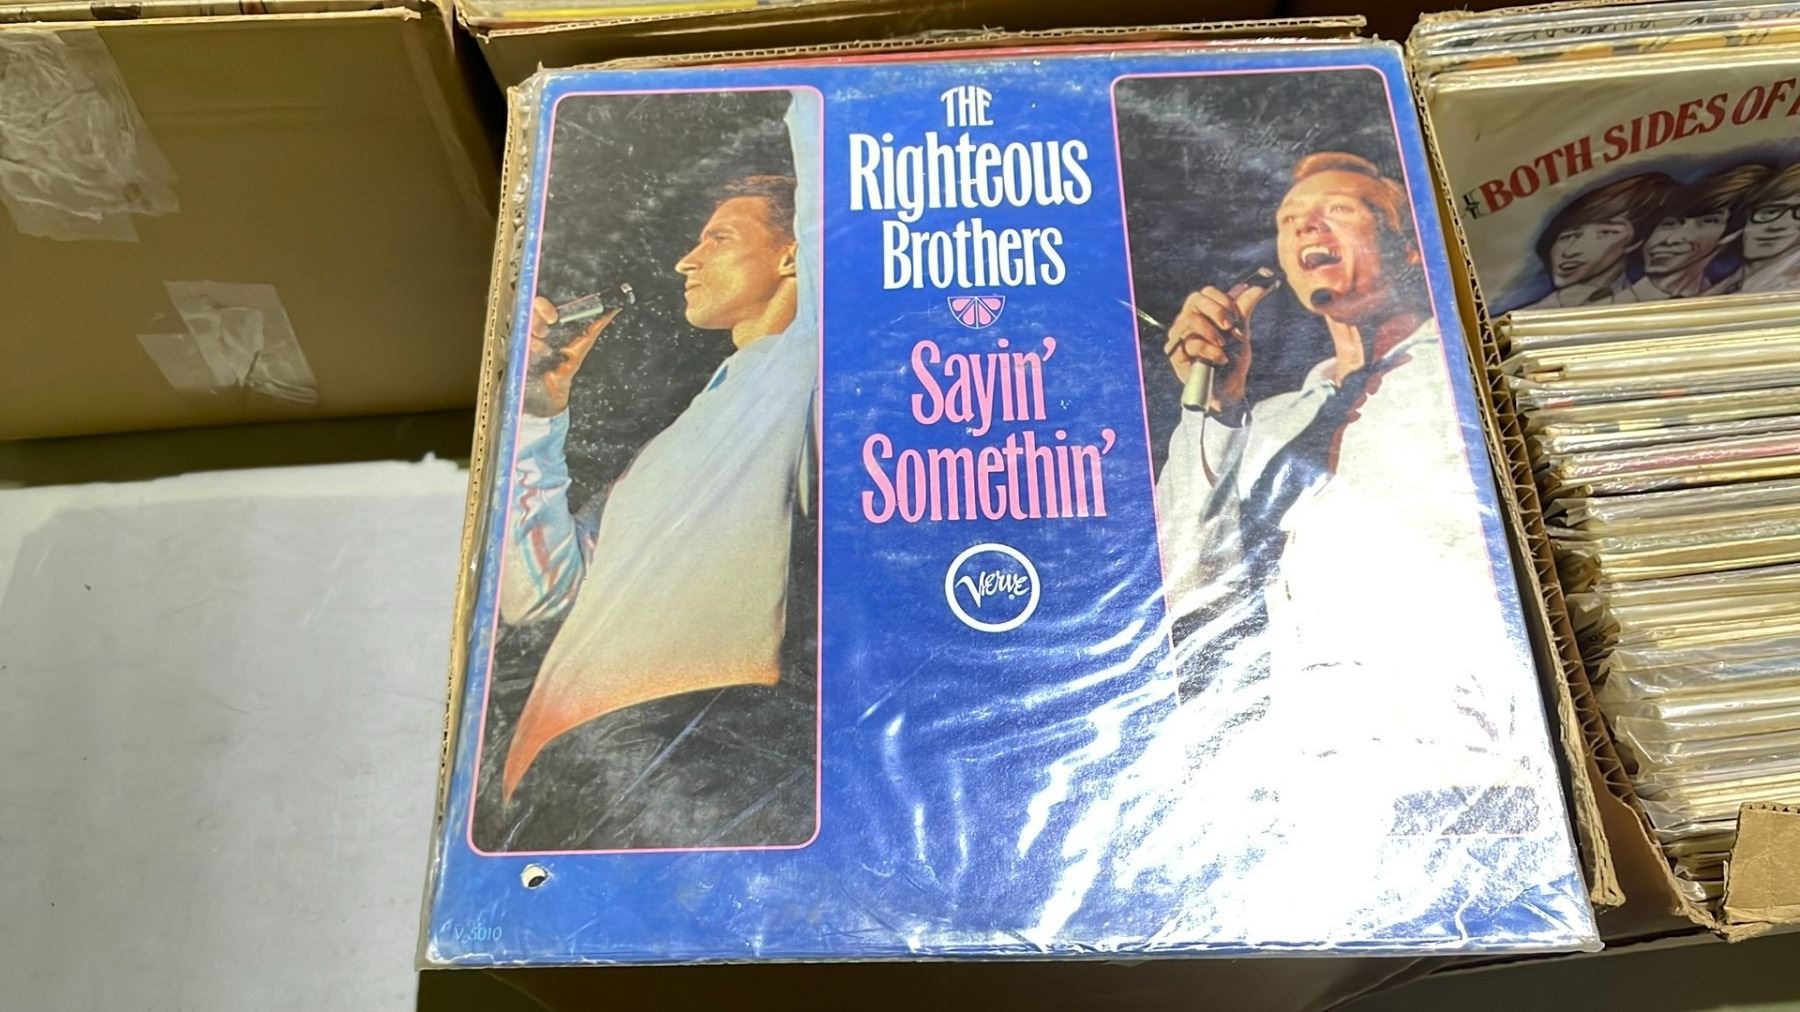 THE
Righteous
Brothers
Sayin'
Somethin'
Verve
V-5010
BOTH SIDES OF